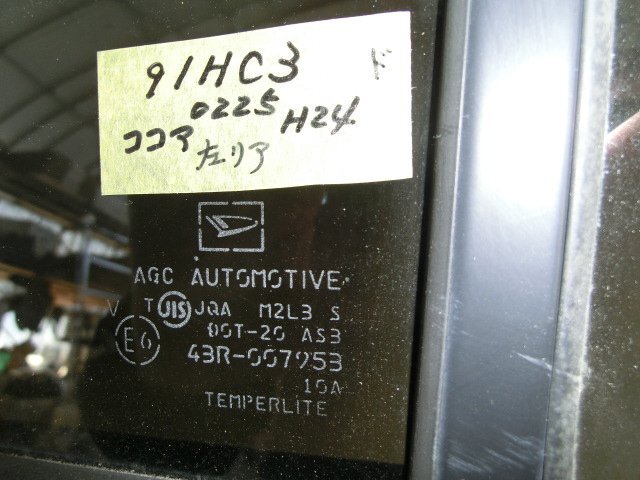 91HC3 F
0225
ココア H24
左リア
AGC AUTOMOTIVE
V T JIS JQA M2L3 S
DOT-20 AS3
E6 43R-007953
10A
TEMPERLITE